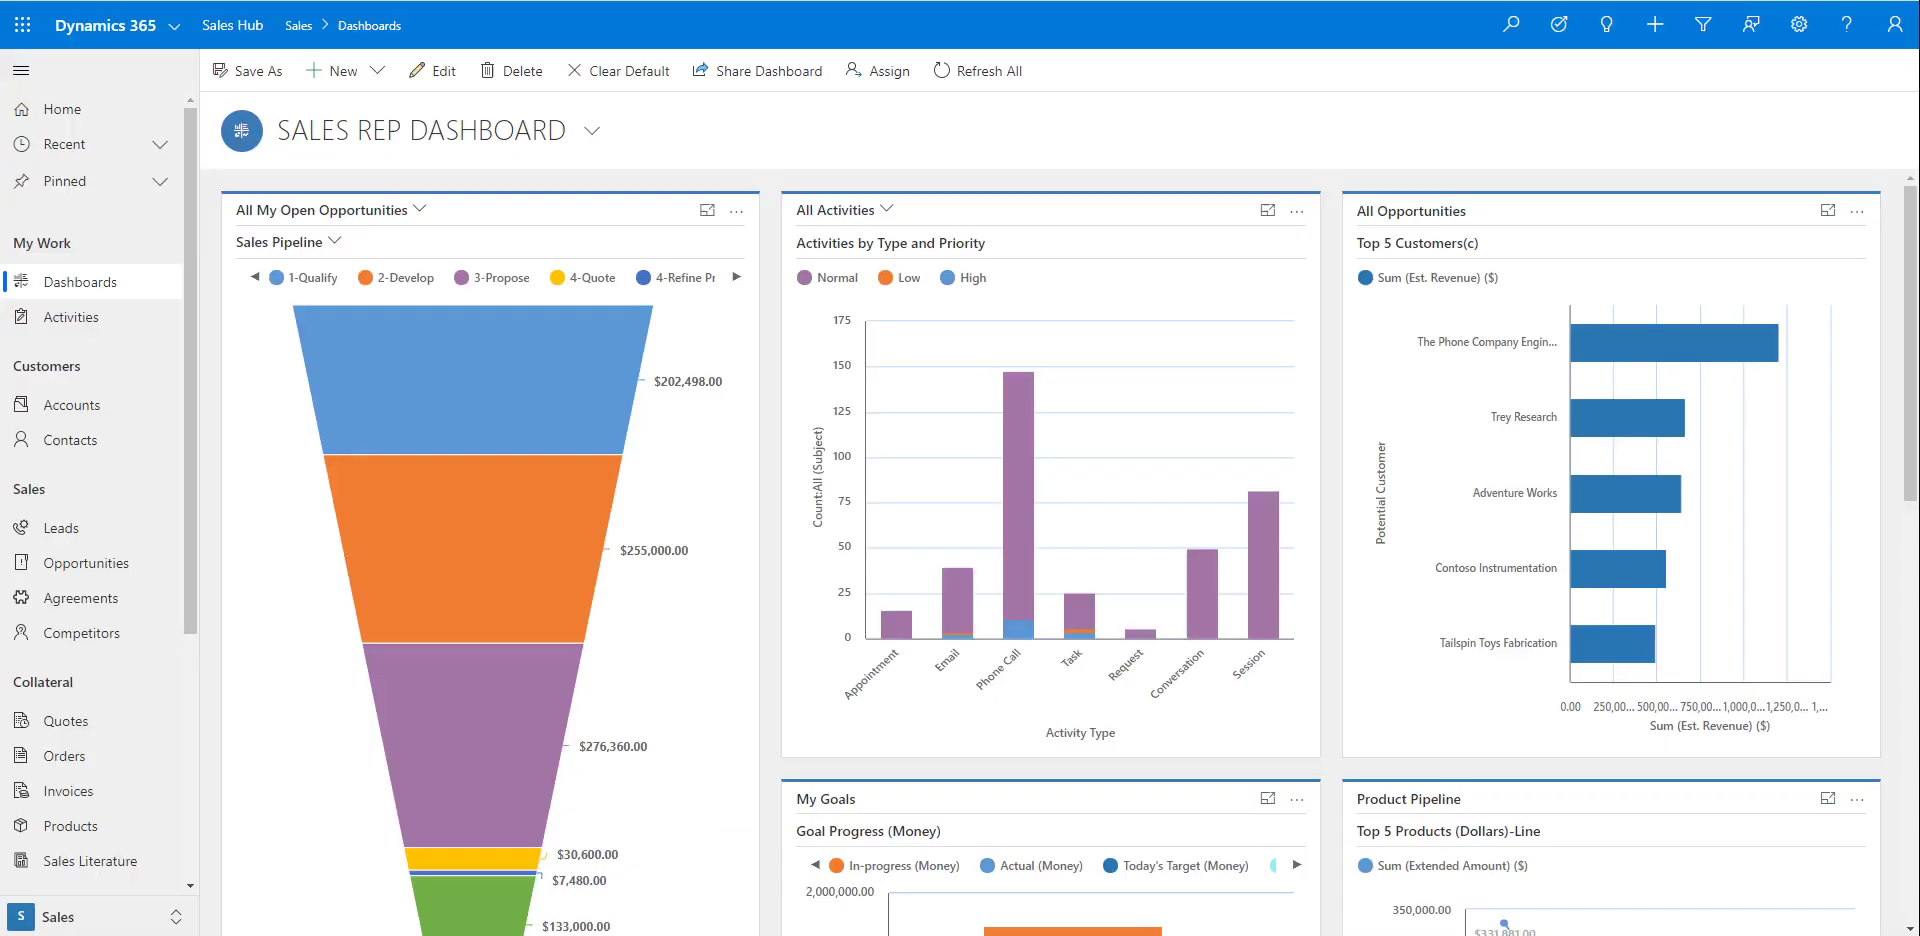 Dynamics 365
Sales Hub
Sales > Dashboards
Save As
New
Edit
Delete
Clear Default
Share Dashboard
Assign
Refresh All
Home
Recent
Pinned
My Work
Dashboards
Activities
Customers
Accounts
Contacts
Sales
Leads
Opportunities
Agreements
Competitors
Collateral
Quotes
Orders
Invoices
Products
Sales Literature
S Sales
SALES REP DASHBOARD
All My Open Opportunities
Sales Pipeline
1-Qualify 2-Develop 3-Propose 4-Quote 4-Refine Pr
$202,498.00
$255,000.00
$276,360.00
$30,600.00
$7,480.00
$133,000.00
All Activities
Activities by Type and Priority
Normal Low High
Count:All (Subject)
175
150
125
100
75
50
25
0
Appointment
Email
Phone Call
Task
Request
Conversation
Session
Activity Type
All Opportunities
Top 5 Customers(c)
Sum (Est. Revenue) ($)
Potential Customer
The Phone Company Engin...
Trey Research
Adventure Works
Contoso Instrumentation
Tailspin Toys Fabrication
0.00 250,00... 500,00... 750,00... 1,000,0... 1,250,0... 1,...
Sum (Est. Revenue) ($)
My Goals
Goal Progress (Money)
In-progress (Money) Actual (Money) Today's Target (Money)
2,000,000.00
Product Pipeline
Top 5 Products (Dollars)-Line
Sum (Extended Amount) ($)
350,000.00
$331,881.00